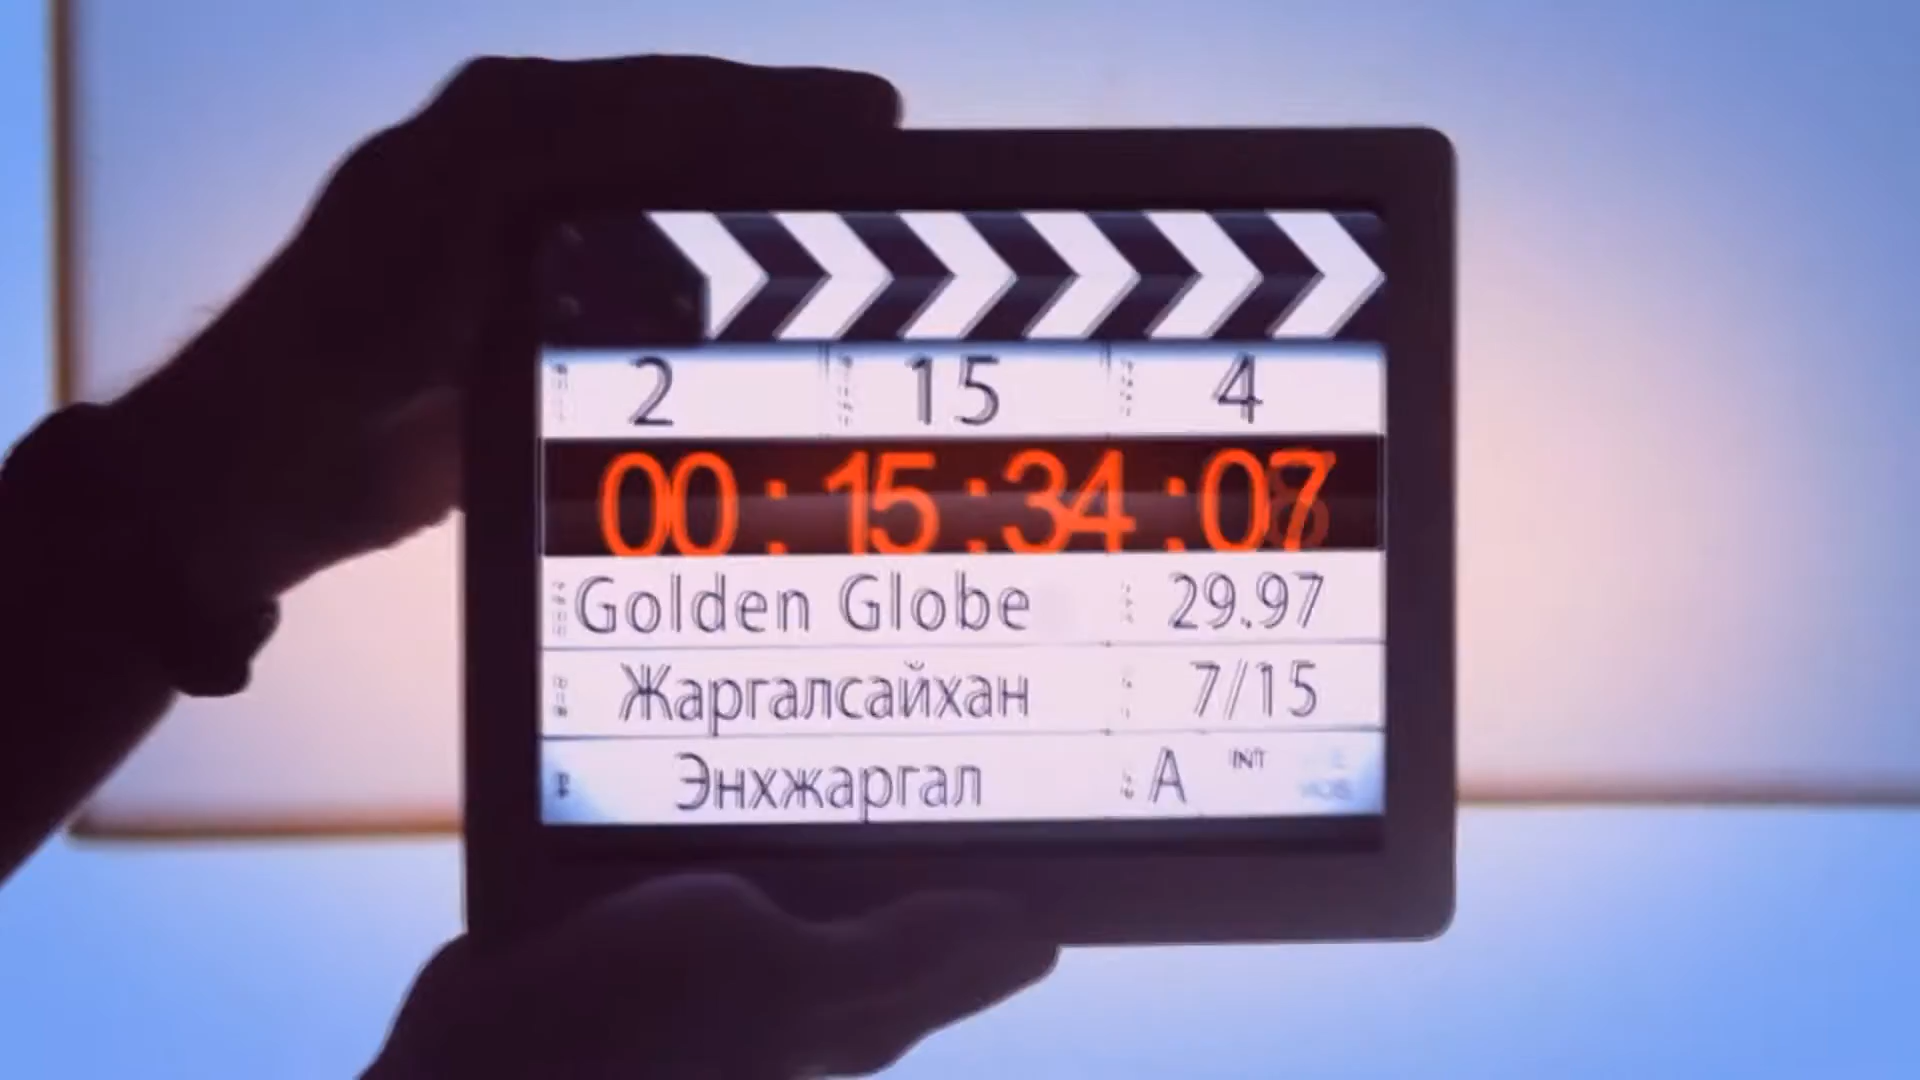 2 15 4
00:15:34:07
Golden Globe 29.97
Жаргалсайхан 7/15
Энхжаргал A INT